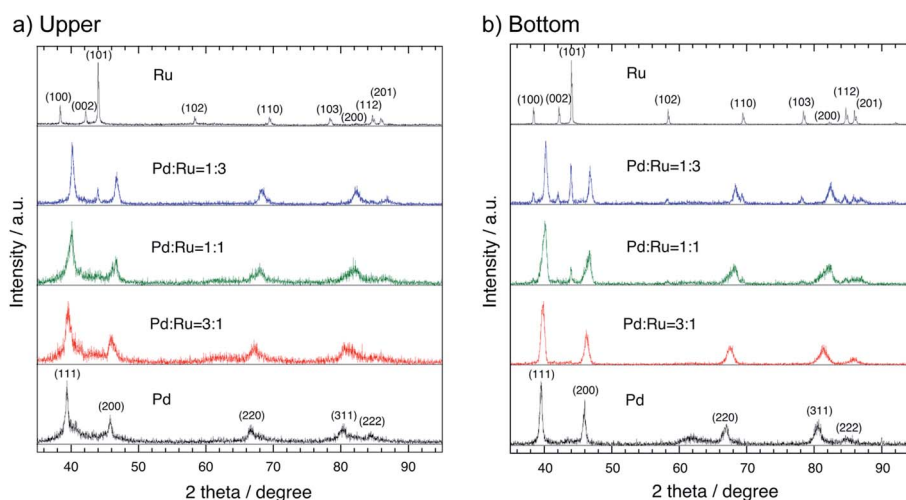 a) Upper
(101)
Ru
(100)
(002)
(102)
(110)
(103)
(200)
(112)
(201)
Pd:Ru=1:3
Pd:Ru=1:1
Pd:Ru=3:1
(111)
(200)
Pd
(220)
(311)
(222)
Intensity / a.u.
40 50 60 70 80 90
2 theta / degree
b) Bottom
(101)
Ru
(100)
(002)
(102)
(110)
(103)
(200)
(112)
(201)
Pd:Ru=1:3
Pd:Ru=1:1
Pd:Ru=3:1
(111)
(200)
Pd
(220)
(311)
(222)
Intensity / a.u.
40 50 60 70 80 90
2 theta / degree